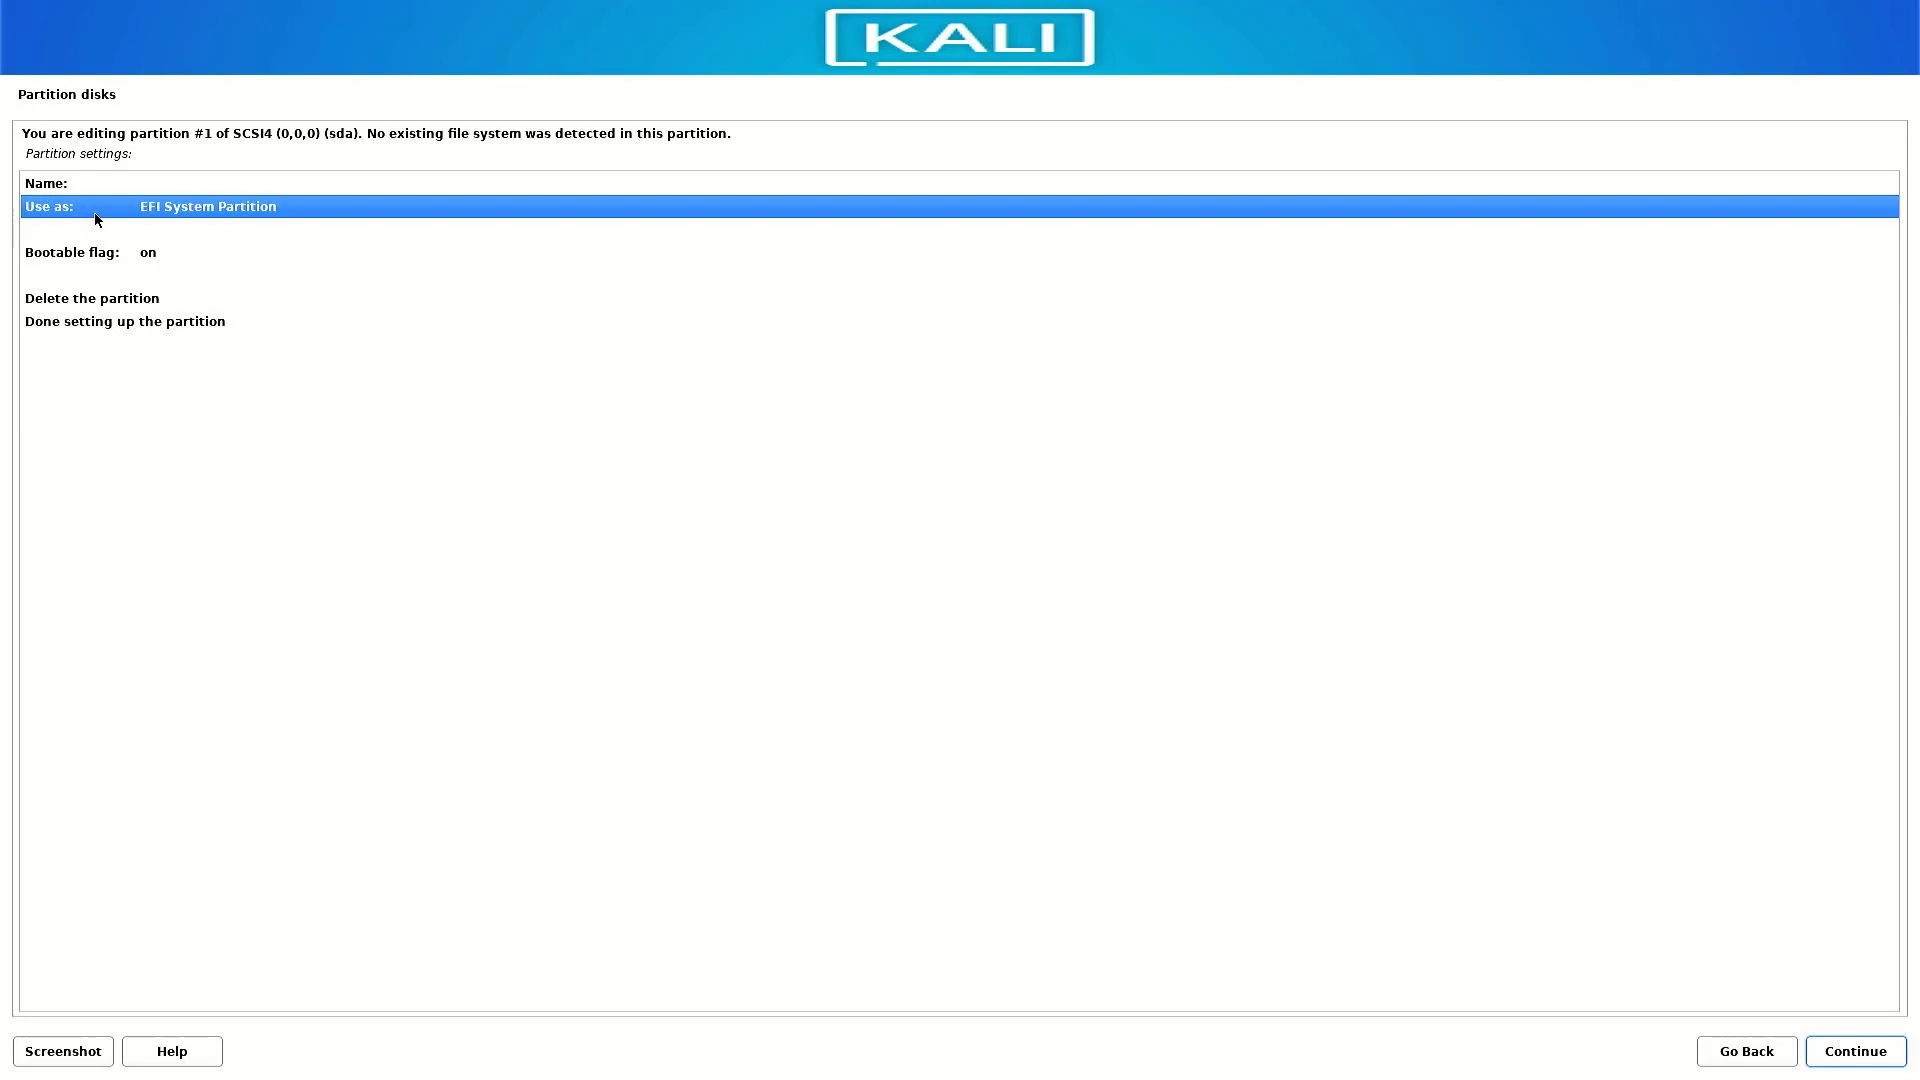 KALI
Partition disks
You are editing partition #1 of SCSI4 (0,0,0) (sda). No existing file system was detected in this partition.
Partition settings:
Name:
Use as: EFI System Partition
Bootable flag: on
Delete the partition
Done setting up the partition
Screenshot Help Go Back Continue